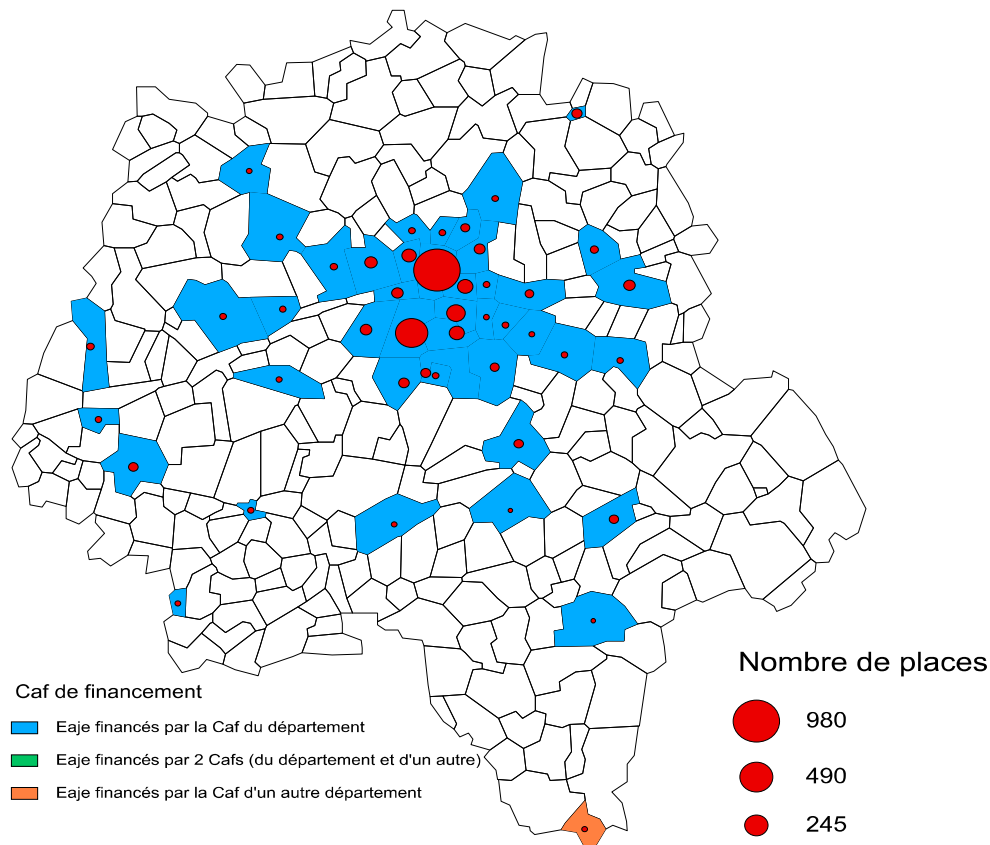 Caf de financement
Eaje financés par la Caf du département
Eaje financés par 2 Cafs (du département et d'un autre)
Eaje financés par la Caf d'un autre département
Nombre de places
980
490
245